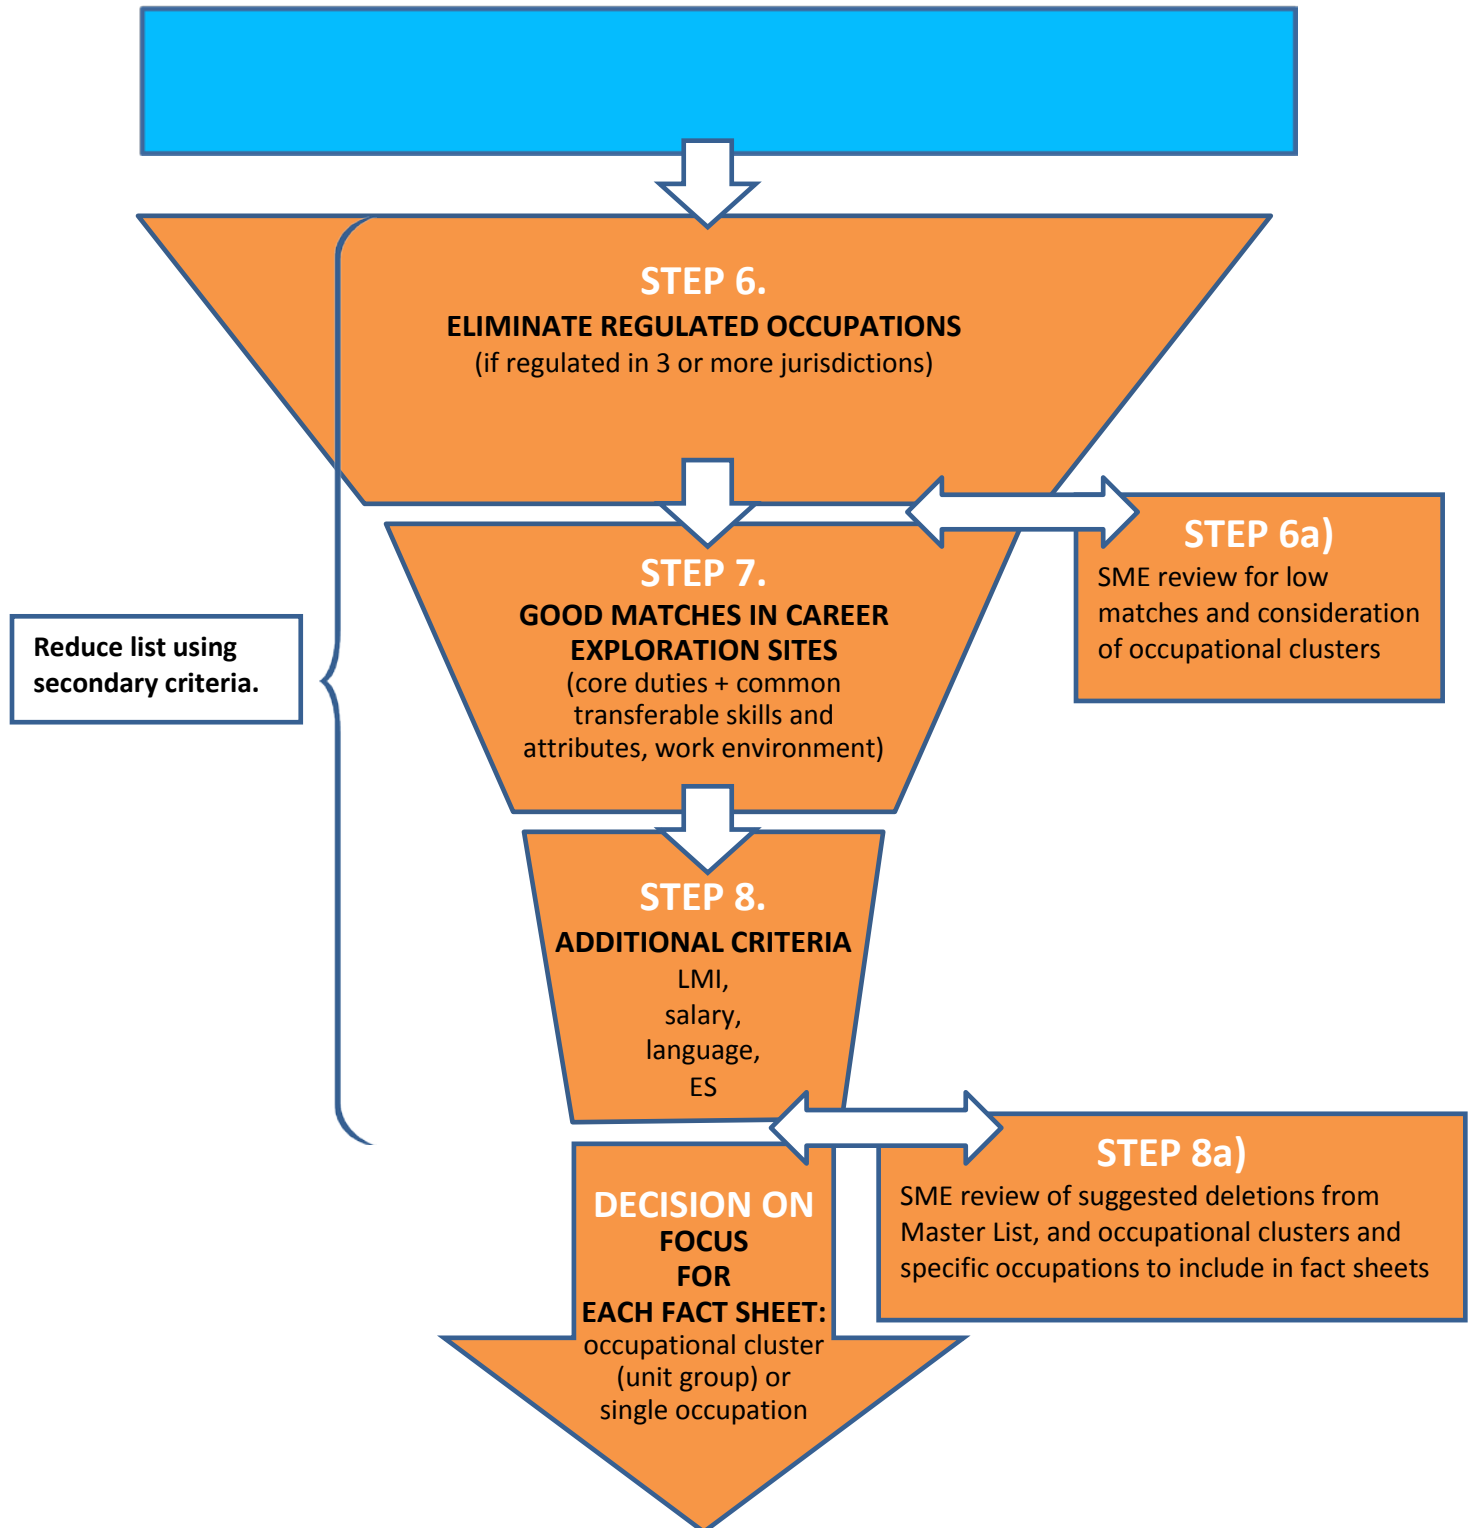 STEP 6.
ELIMINATE REGULATED OCCUPATIONS
(if regulated in 3 or more jurisdictions)
STEP 6a)
SME review for low
matches and consideration
of occupational clusters
STEP 7.
GOOD MATCHES IN CAREER
EXPLORATION SITES
(core duties + common
transferable skills and
attributes, work environment)
Reduce list using
secondary criteria.
STEP 8.
ADDITIONAL CRITERIA
LMI,
salary,
language,
ES
STEP 8a)
SME review of suggested deletions from
Master List, and occupational clusters and
specific occupations to include in fact sheets
DECISION ON
FOCUS
FOR
EACH FACT SHEET:
occupational cluster
(unit group) or
single occupation